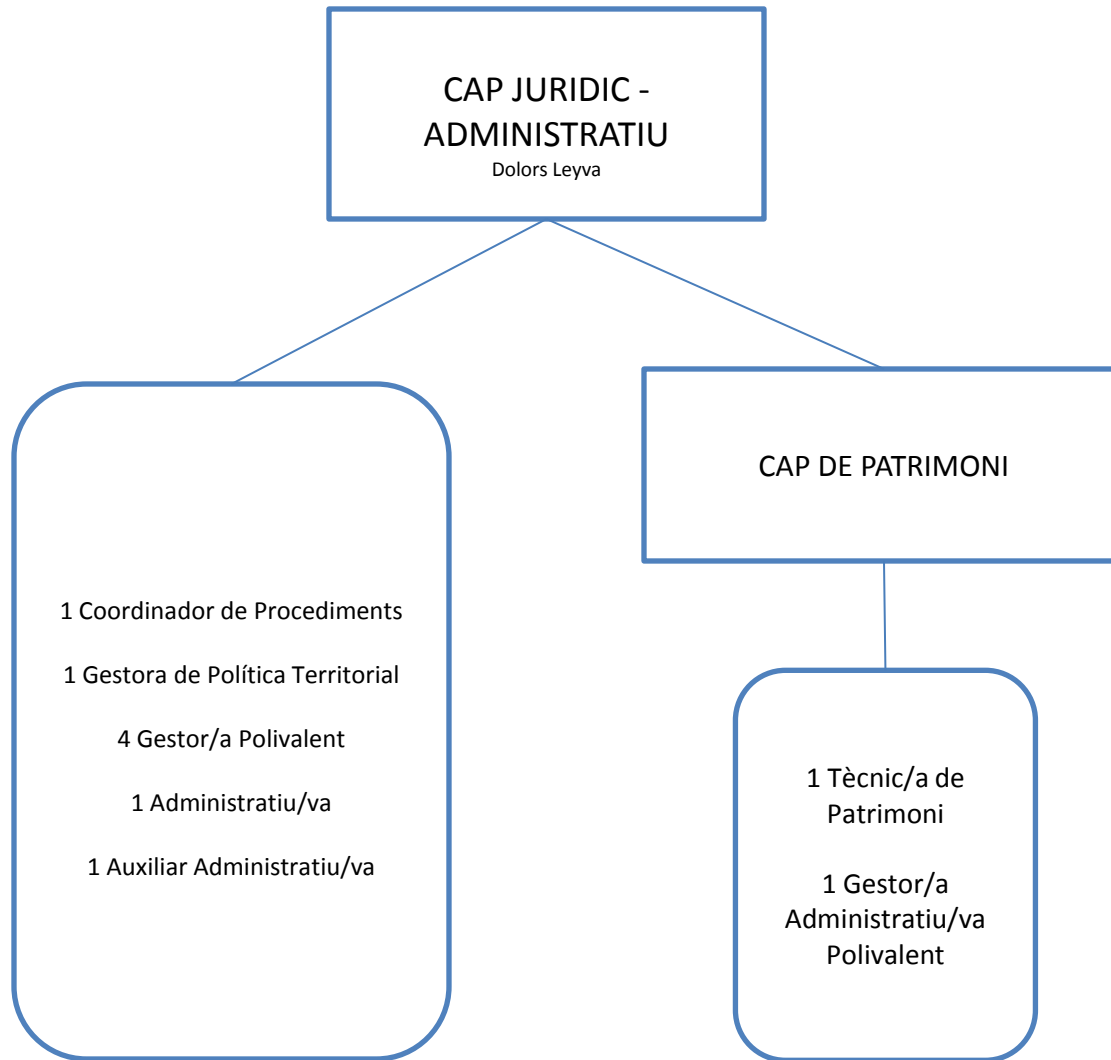 CAP JURIDIC -
ADMINISTRATIU
Dolors Leyva
CAP DE PATRIMONI
1 Coordinador de Procediments
1 Gestora de Política Territorial
4 Gestor/a Polivalent
1 Administratiu/va
1 Auxiliar Administratiu/va
1 Tècnic/a de
Patrimoni
1 Gestor/a
Administratiu/va
Polivalent